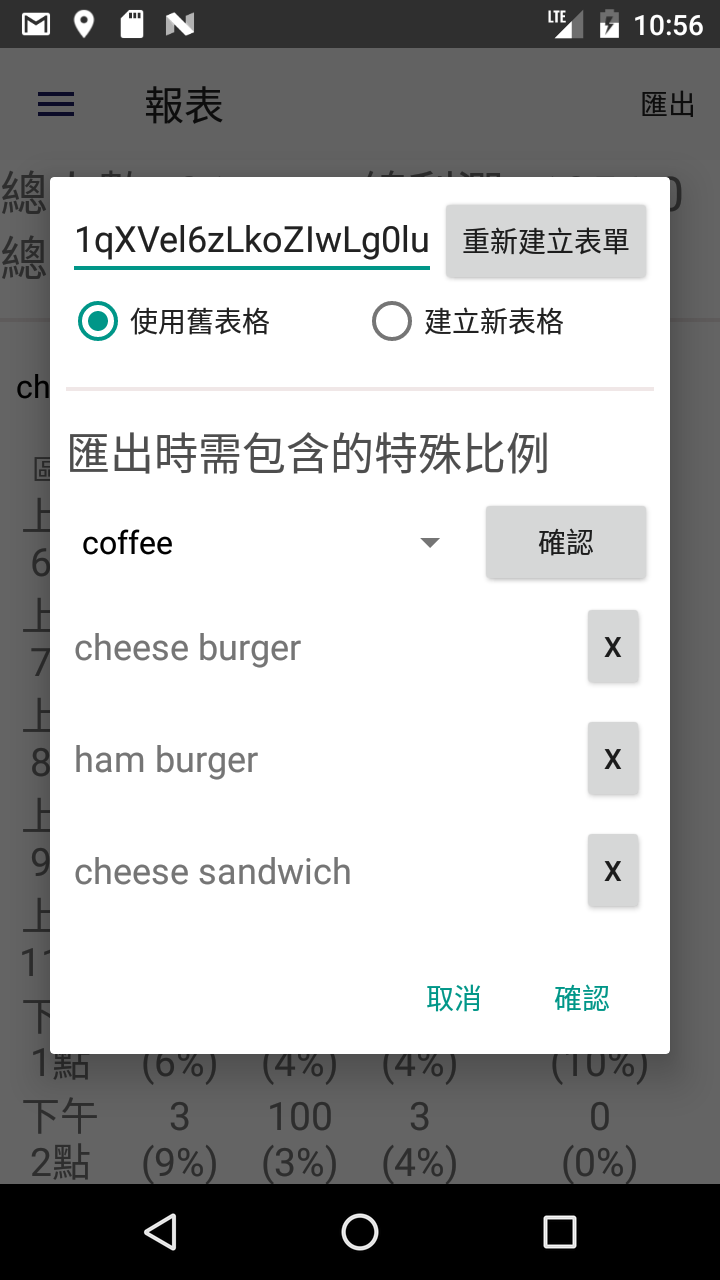 LTE 10:56
報表 匯出
1qXVel6zLkoZIwLg0lu 重新建立表單
使用舊表格 建立新表格
匯出時需包含的特殊比例
coffee 確認
cheese burger X
ham burger X
cheese sandwich X
取消 確認
1點 (6%) (4%) (4%) (10%)
下午 3 100 3 0
2點 (9%) (3%) (4%) (0%)